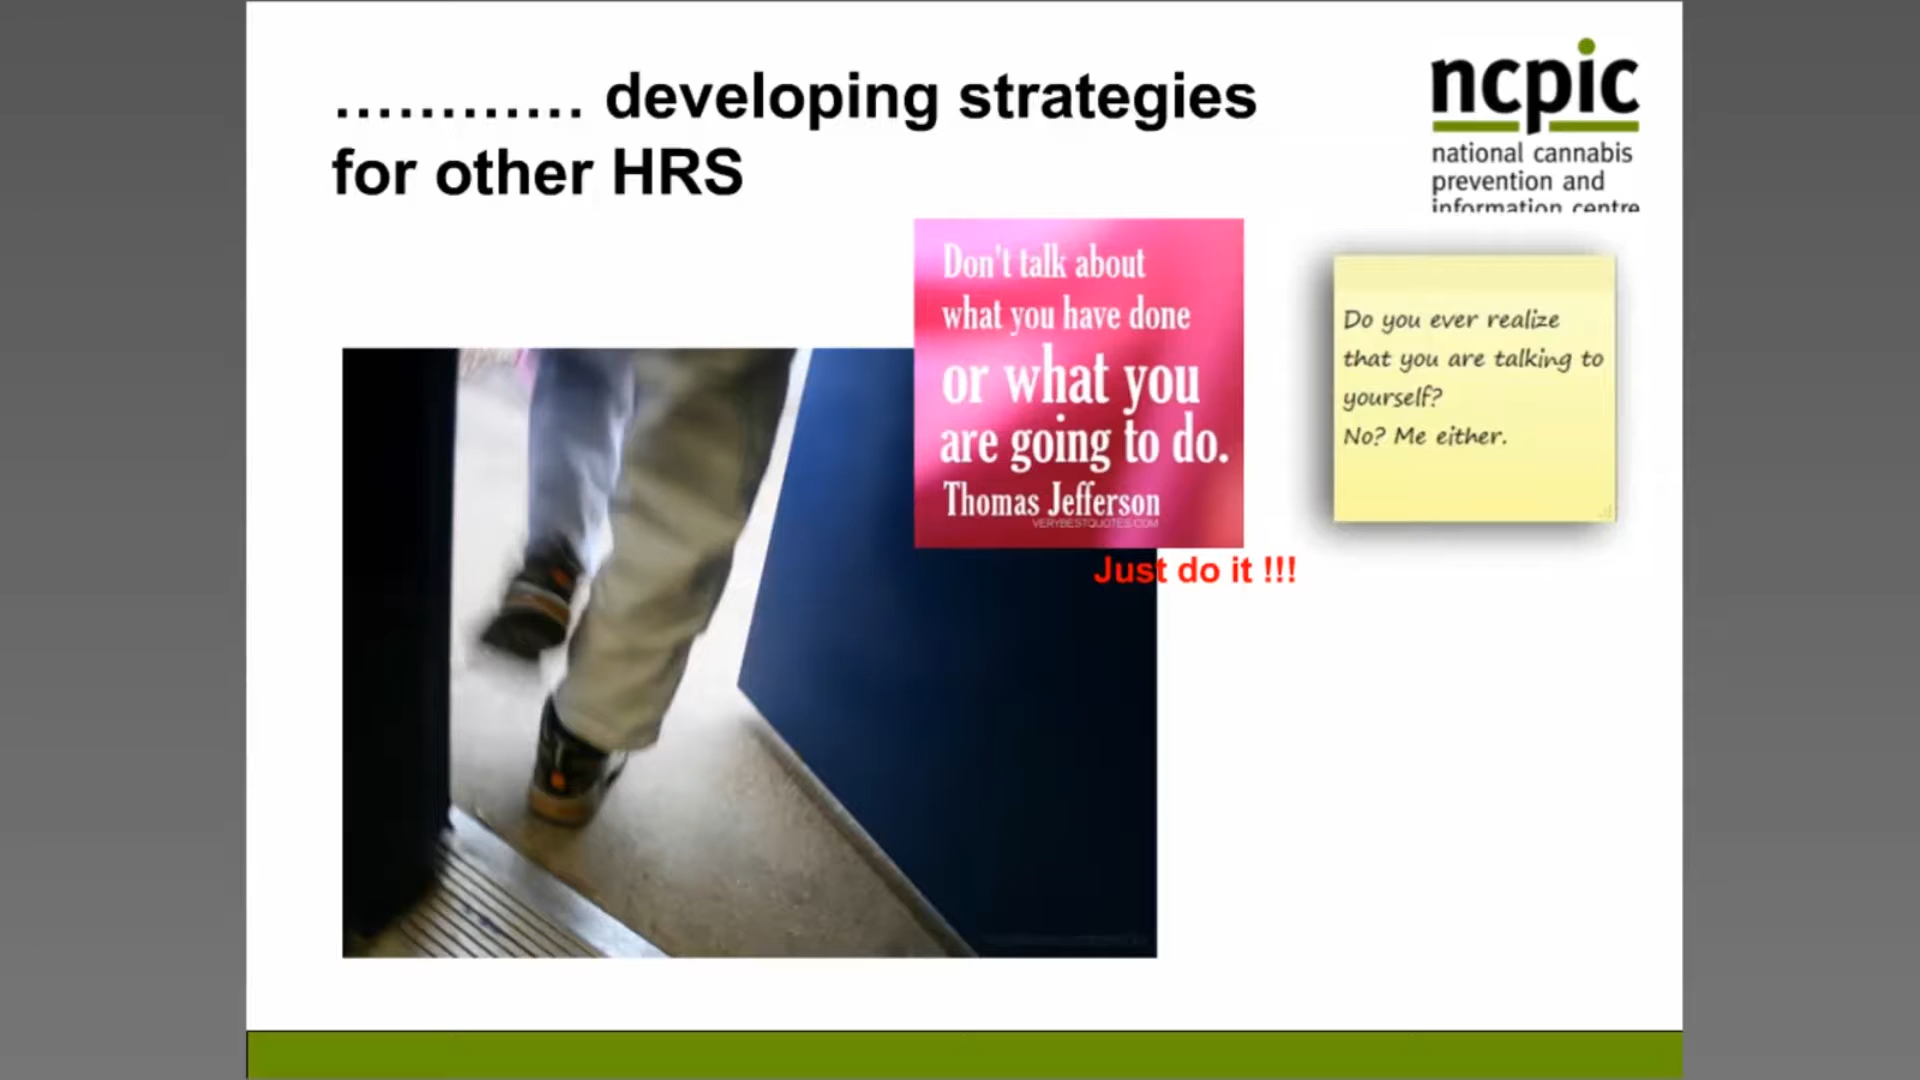 ………… developing strategies
for other HRS
ncpic
national cannabis
prevention and
information centre
Don't talk about
what you have done
or what you
are going to do.
Thomas Jefferson
VERYBESTQUOTES.COM
Do you ever realize
that you are talking to
yourself?
No? Me either.
Just do it !!!